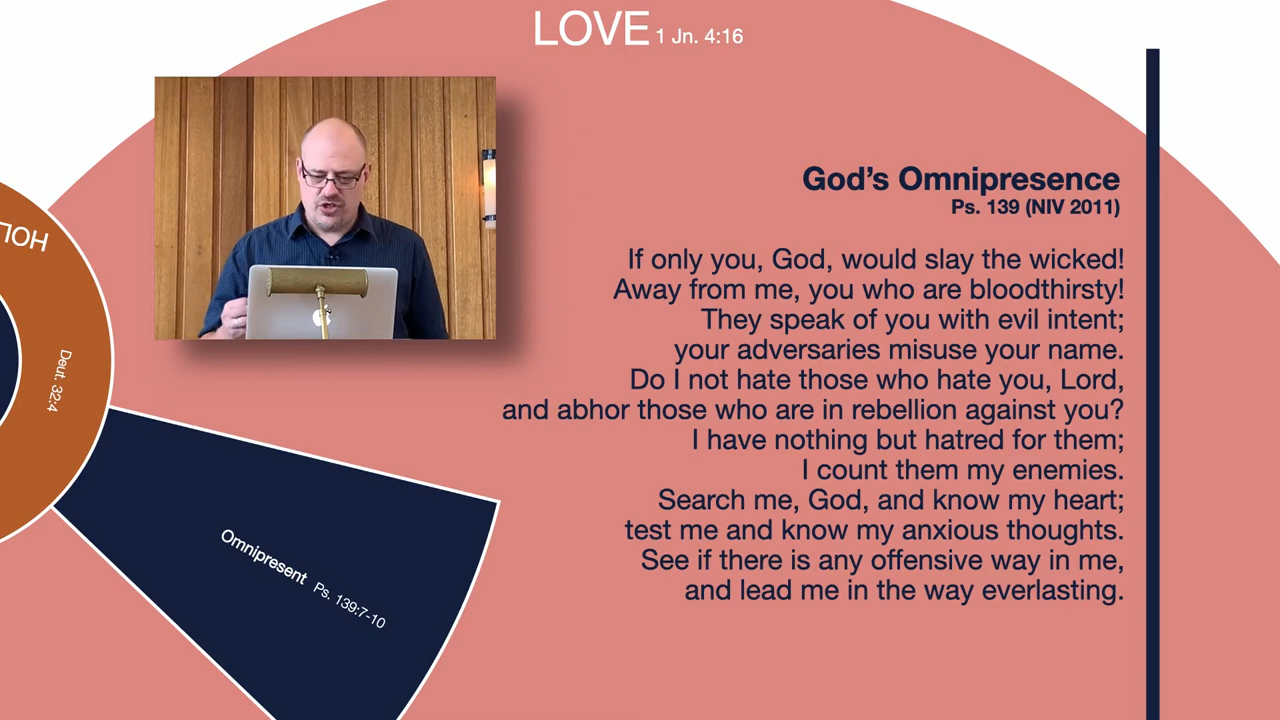 LOVE 1 Jn. 4:16
God’s Omnipresence
Ps. 139 (NIV 2011)
If only you, God, would slay the wicked!
Away from me, you who are bloodthirsty!
They speak of you with evil intent;
your adversaries misuse your name.
Do I not hate those who hate you, Lord,
and abhor those who are in rebellion against you?
I have nothing but hatred for them;
I count them my enemies.
Search me, God, and know my heart;
test me and know my anxious thoughts.
See if there is any offensive way in me,
and lead me in the way everlasting.
Deut. 32:4
Omnipresent Ps. 139:7-10